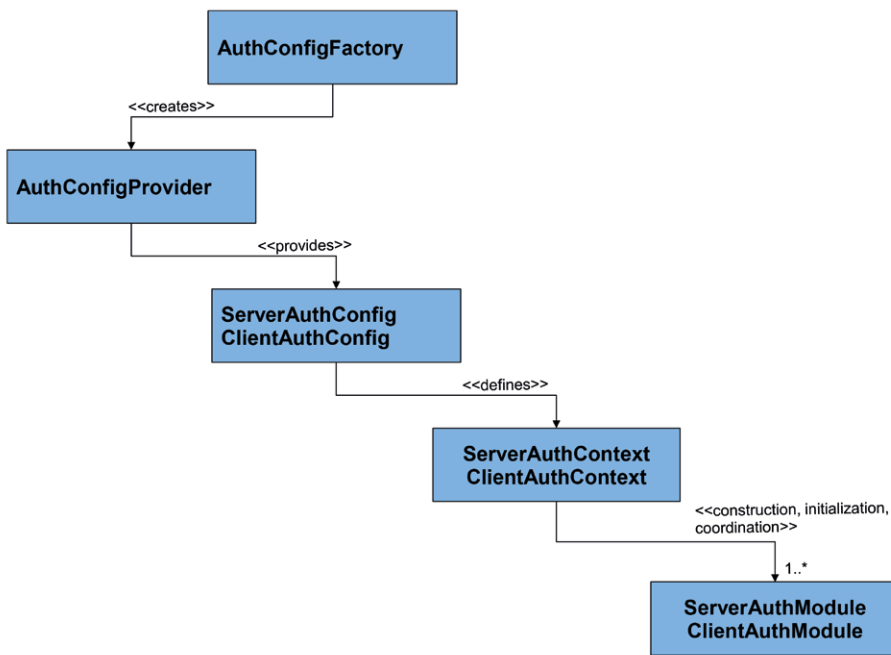 AuthConfigFactory
<<creates>>
AuthConfigProvider
<<provides>>
ServerAuthConfig
ClientAuthConfig
<<defines>>
ServerAuthContext
ClientAuthContext
<<construction, initialization,
coordination>>
1..*
ServerAuthModule
ClientAuthModule